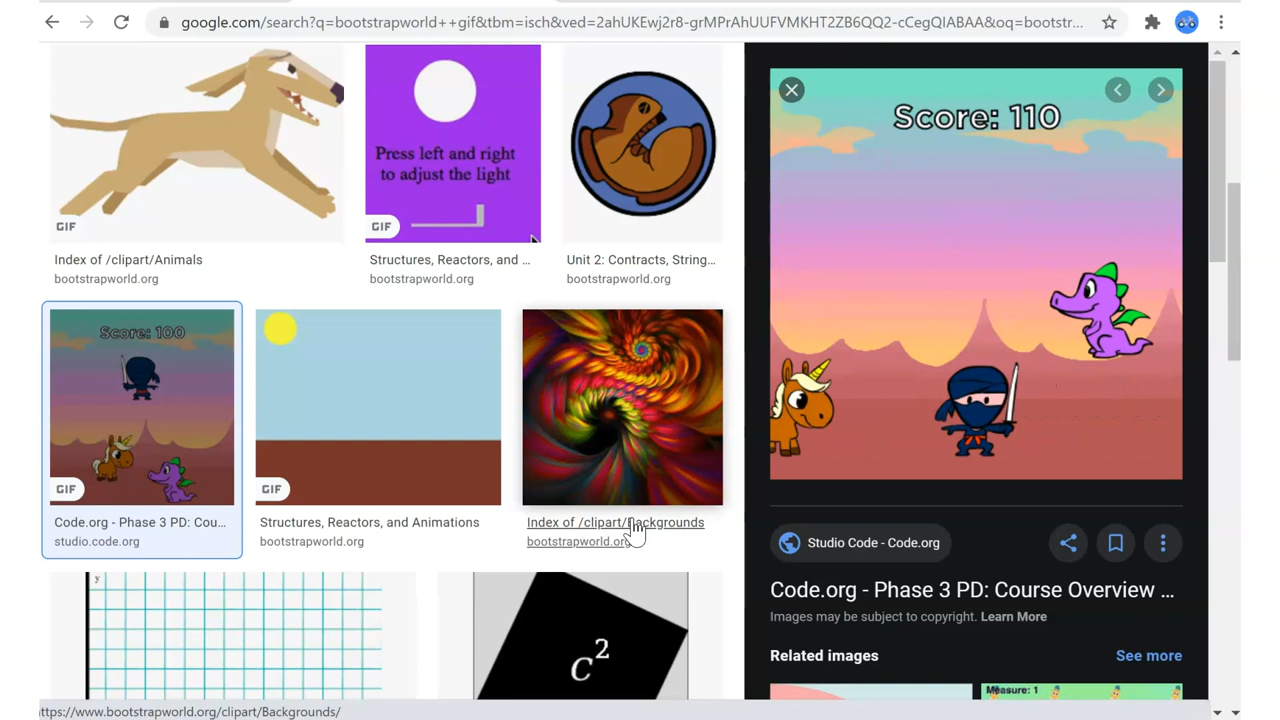 google.com/search?q=bootstrapworld++gif&tbm=isch&ved=2ahUKEwj2r8-grMPrAhUUFVMKHT2ZB6QQ2-cCegQIABAA&oq=bootstr...
Press left and right
to adjust the light
GIF
GIF
Index of /clipart/Animals
bootstrapworld.org
Structures, Reactors, and ...
bootstrapworld.org
Unit 2: Contracts, String...
bootstrapworld.org
Score: 100
GIF
GIF
Code.org - Phase 3 PD: Cou...
studio.code.org
Structures, Reactors, and Animations
bootstrapworld.org
Index of /clipart/Backgrounds
bootstrapworld.org
y
c²
https://www.bootstrapworld.org/clipart/Backgrounds/
Score: 110
Studio Code - Code.org
Code.org - Phase 3 PD: Course Overview ...
Images may be subject to copyright. Learn More
Related images
See more
Measure: 1